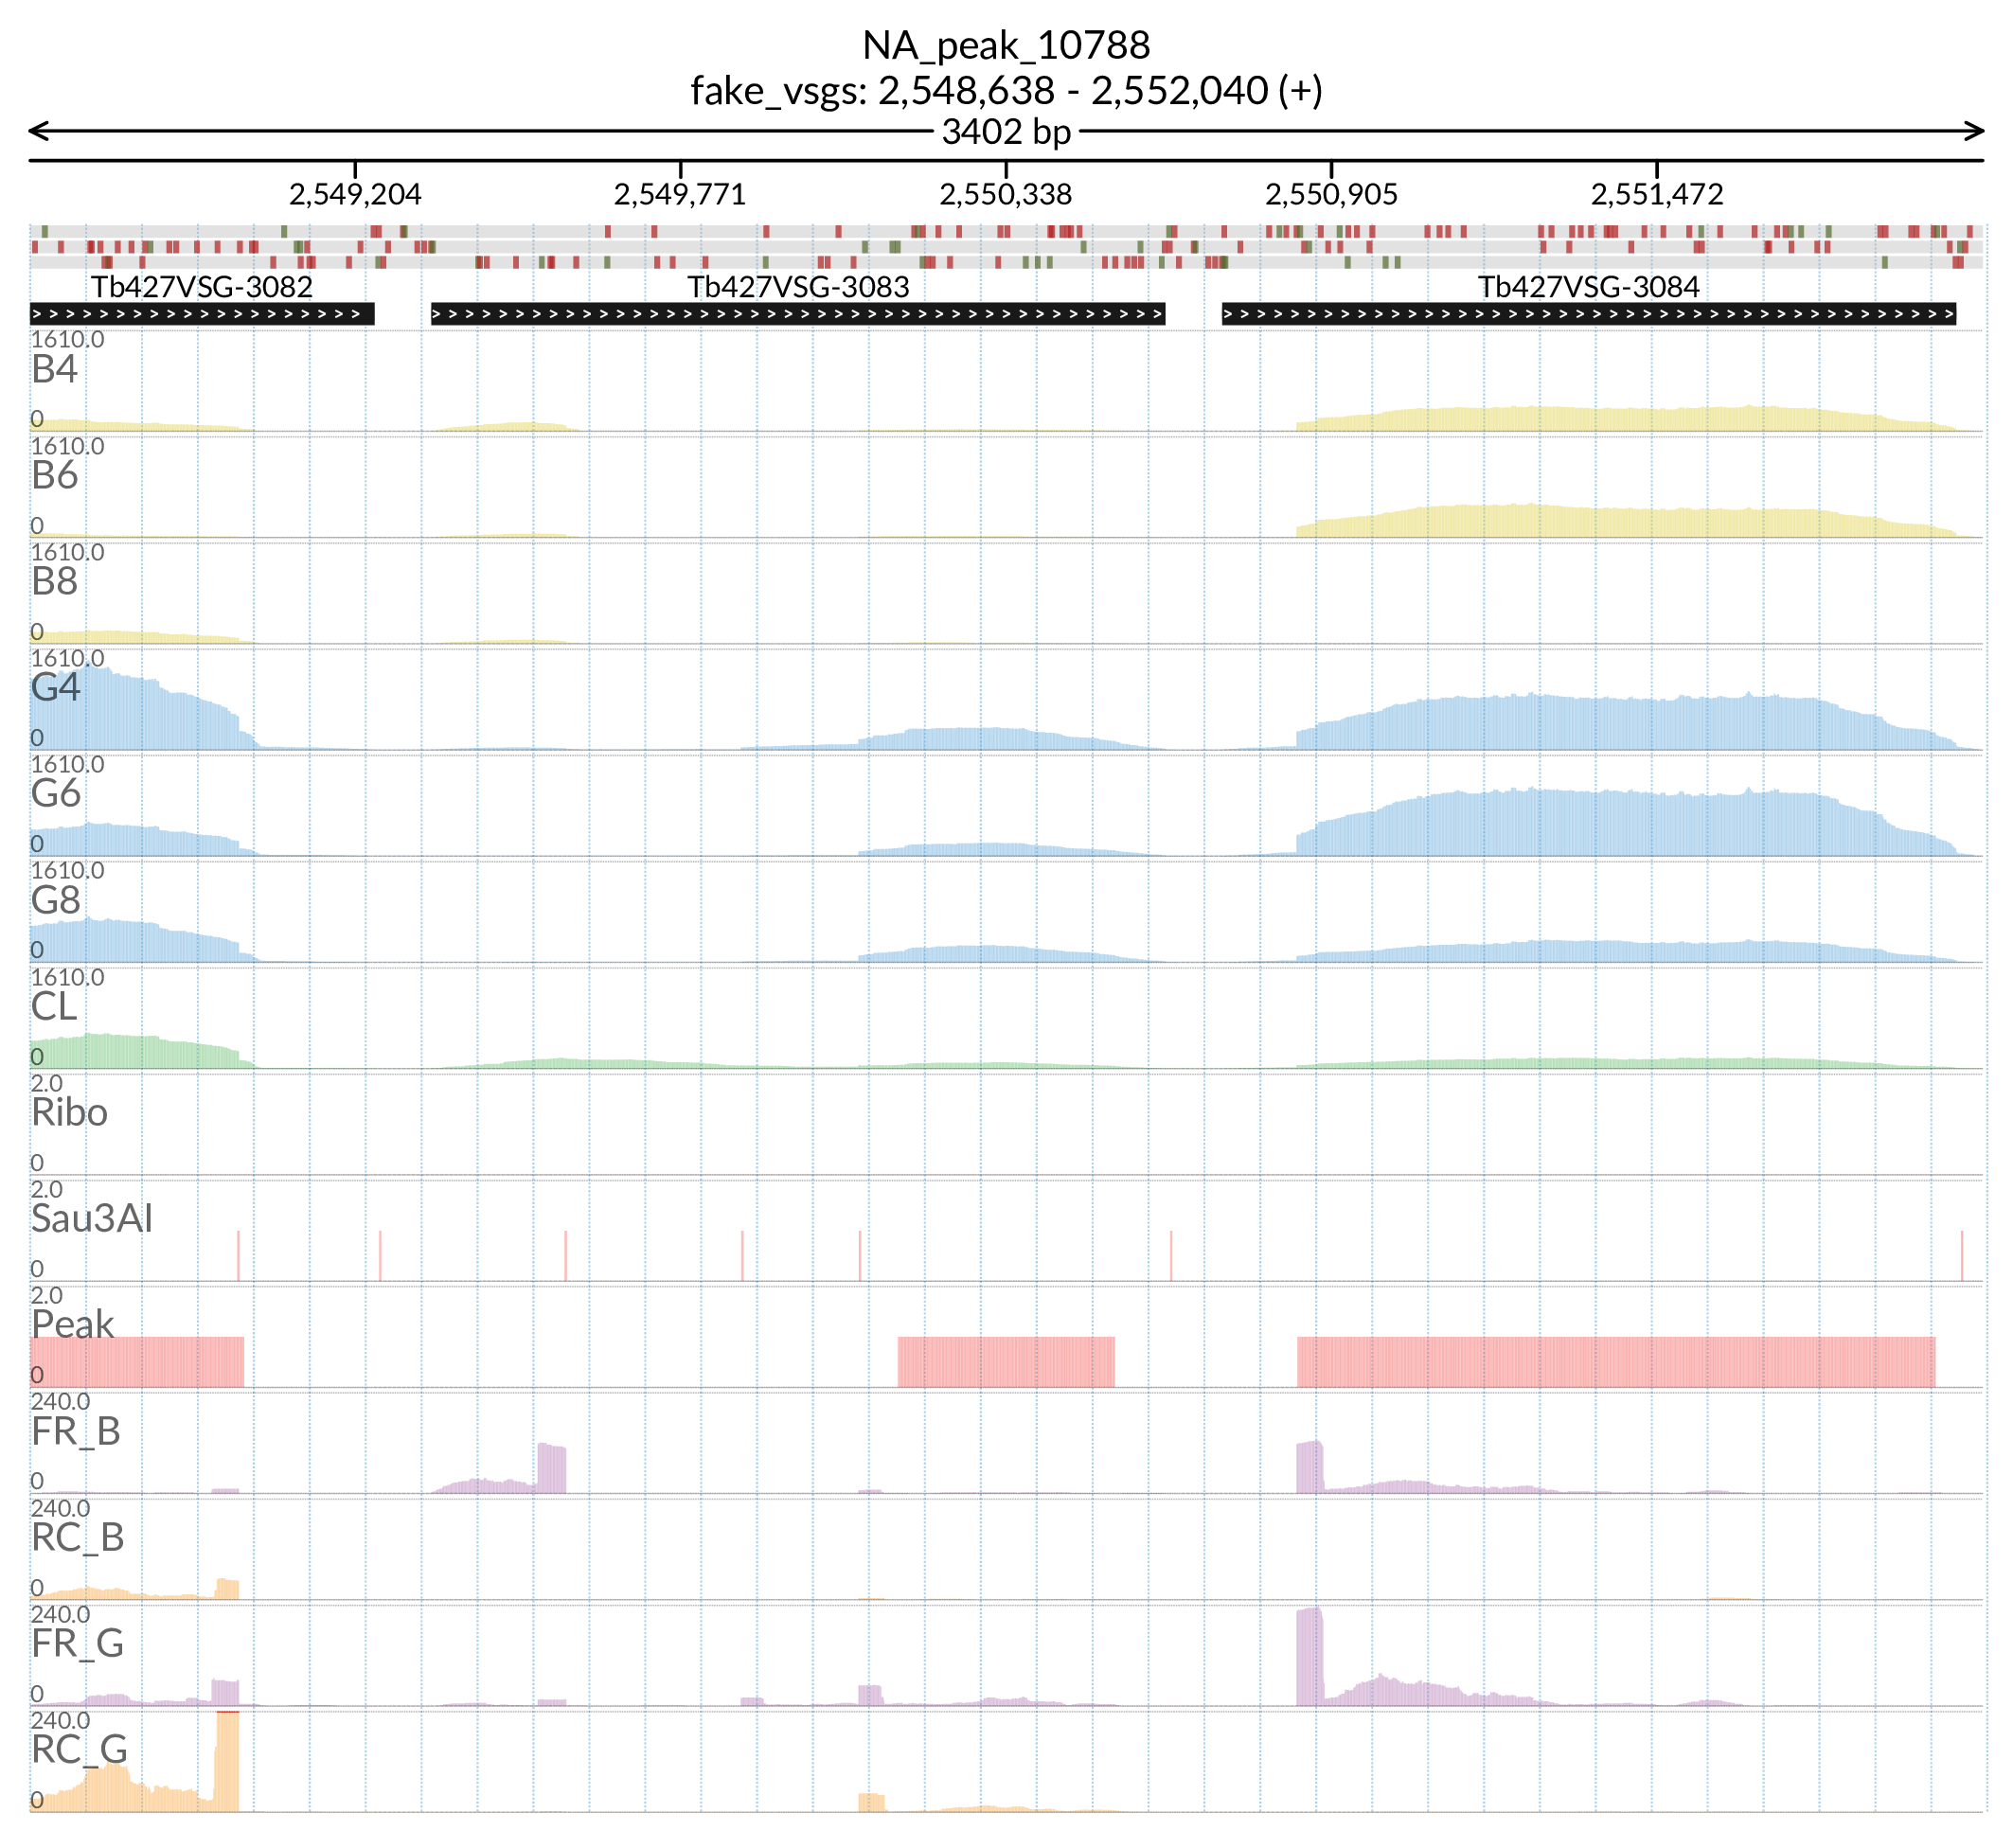 NA_peak_10788
fake_vsgs: 2,548,638 - 2,552,040 (+)
3402 bp
2,549,204 2,549,771 2,550,338 2,550,905 2,551,472
Tb427VSG-3082 Tb427VSG-3083 Tb427VSG-3084
1610.0
B4
0
1610.0
B6
0
1610.0
B8
0
1610.0
G4
0
1610.0
G6
0
1610.0
G8
0
1610.0
CL
0
2.0
Ribo
0
2.0
Sau3AI
0
2.0
Peak
0
240.0
FR_B
0
240.0
RC_B
0
240.0
FR_G
0
240.0
RC_G
0